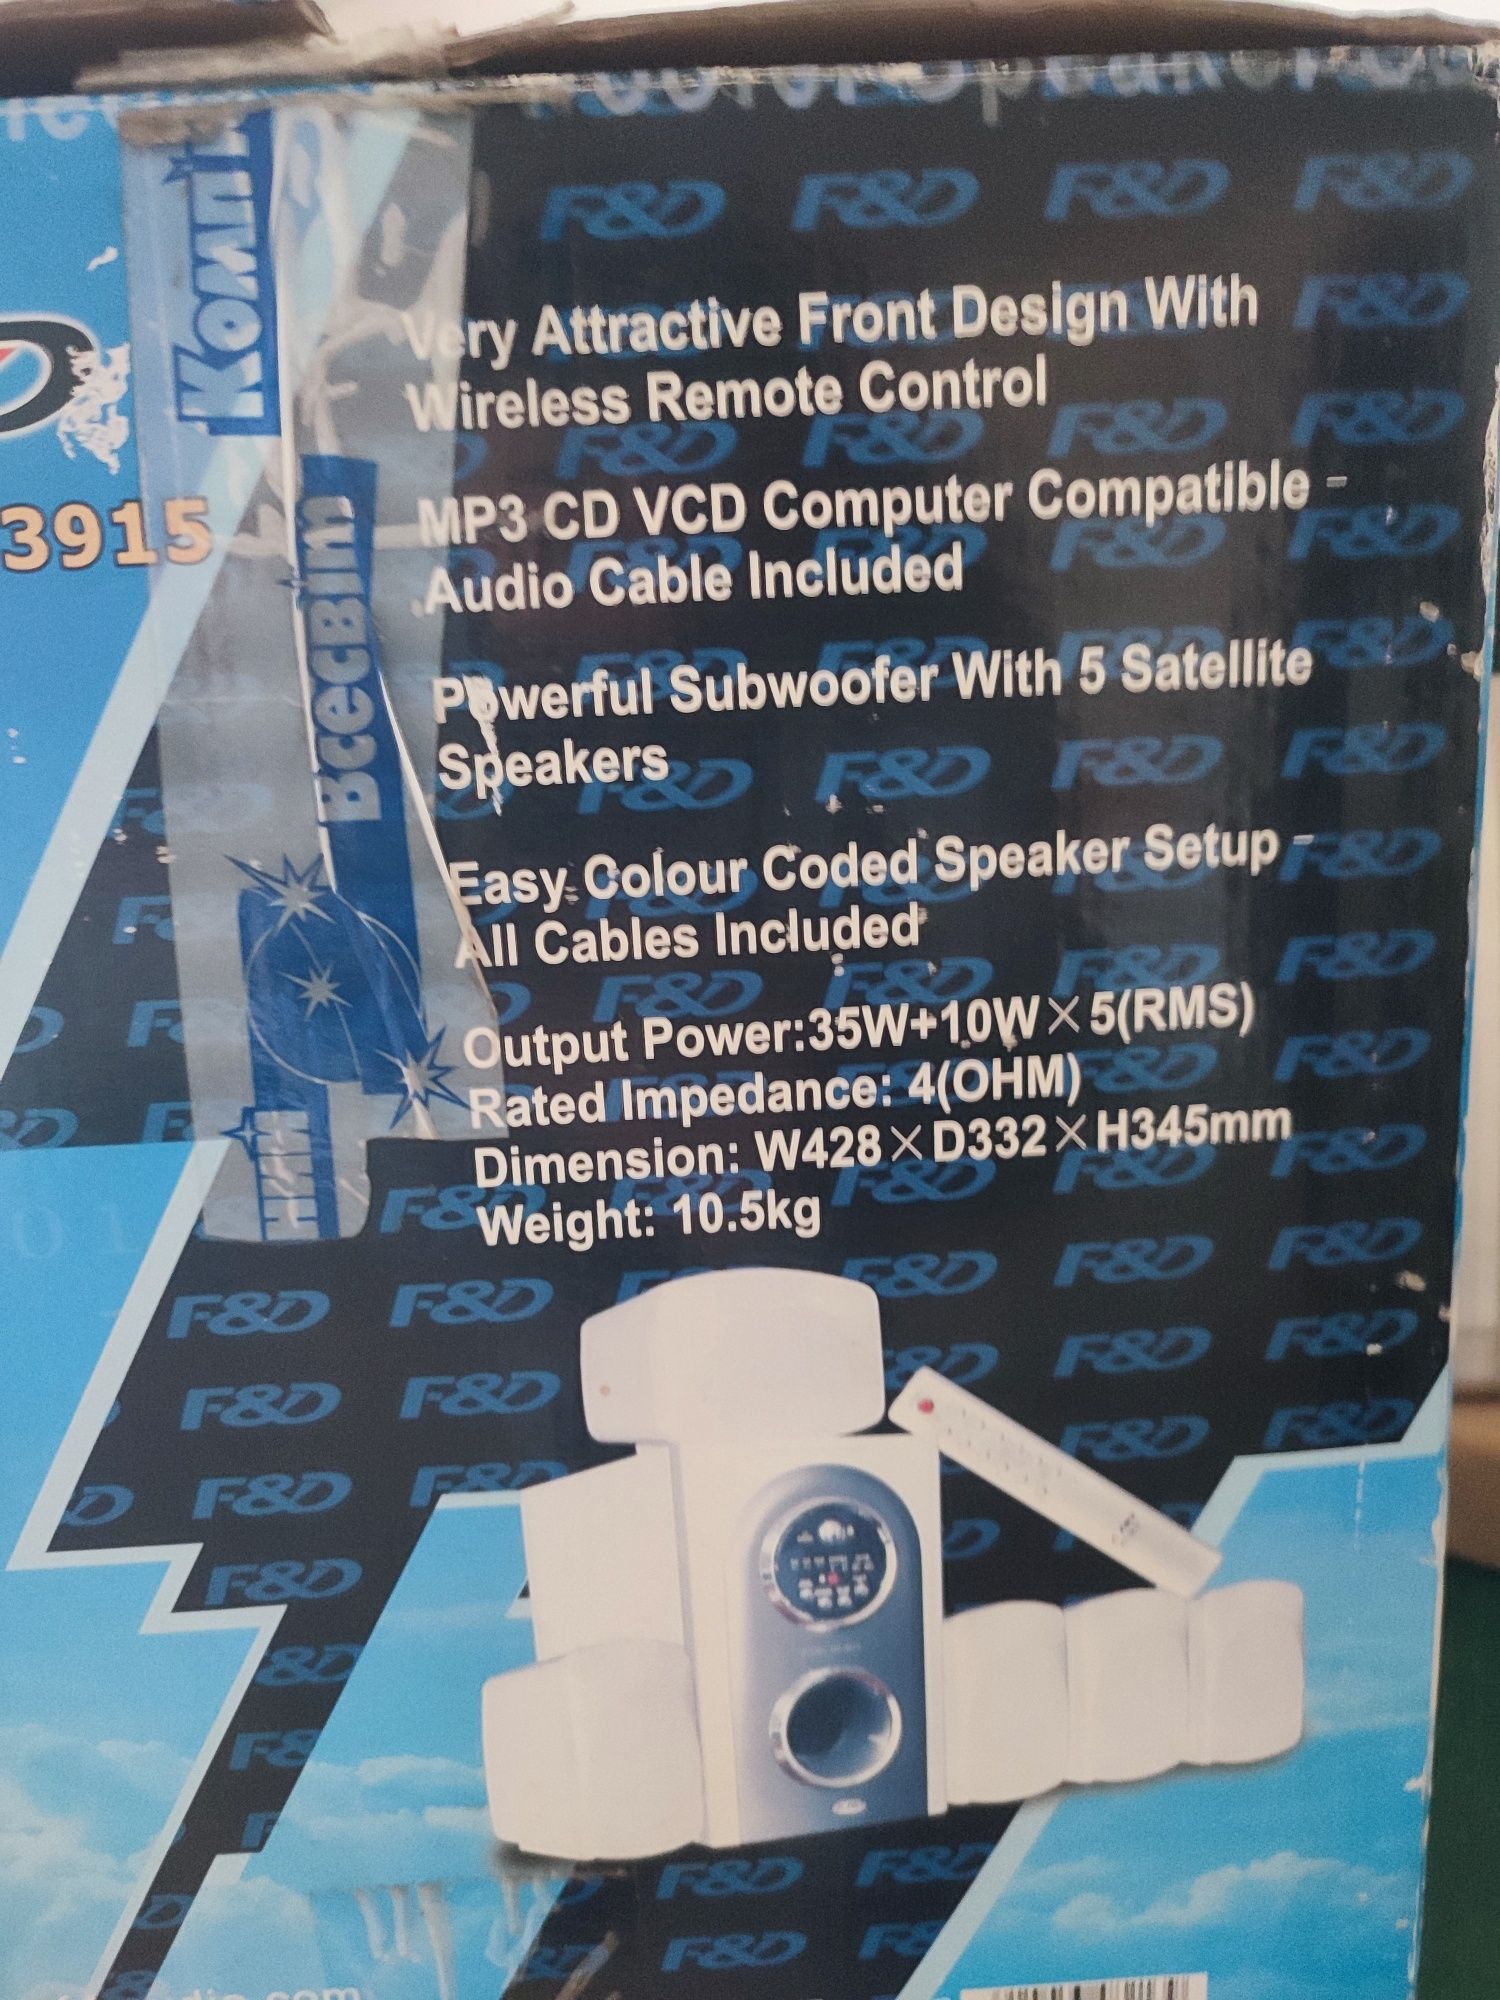 3915
Very Attractive Front Design With
Wireless Remote Control
MP3 CD VCD Computer Compatible -
Audio Cable Included
Powerful Subwoofer With 5 Satellite
Speakers
Easy Colour Coded Speaker Setup -
All Cables Included
Output Power:35W+10W×5(RMS)
Rated Impedance: 4(OHM)
Dimension: W428×D332×H345mm
Weight: 10.5kg
Всесвіт
F&D F&D F&D F&D
F&D
F&D F&D F&D F&D
F&D F&D
F&D F&D
F&D F&D F&D F&D
F&D F&D
F&D F&D F&D F&D
F&D F&D
F&D F&D F&D F&D F&D
F&D F&D F&D F&D F&D
F&D F&D F&D F&D
F&D F&D F&D F&D
F&D
F&D F&D
F&D